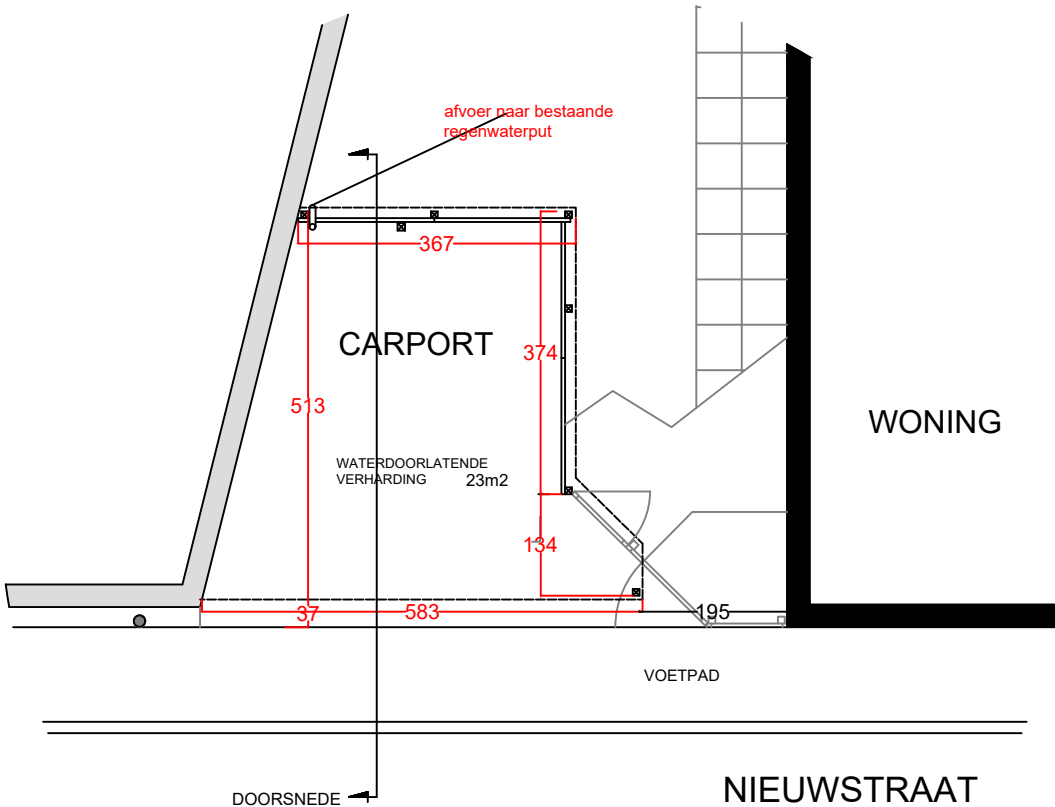 afvoer naar bestaande
regenwaterput
367
CARPORT
374
513
WONING
WATERDOORLATENDE
VERHARDING 23m2
134
37
583
195
VOETPAD
NIEUWSTRAAT
DOORSNEDE